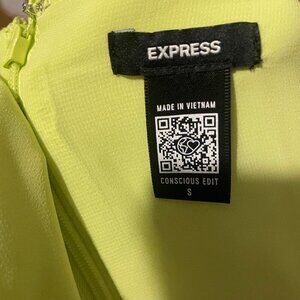 EXPRESS
MADE IN VIETNAM
CONSCIOUS EDIT
S